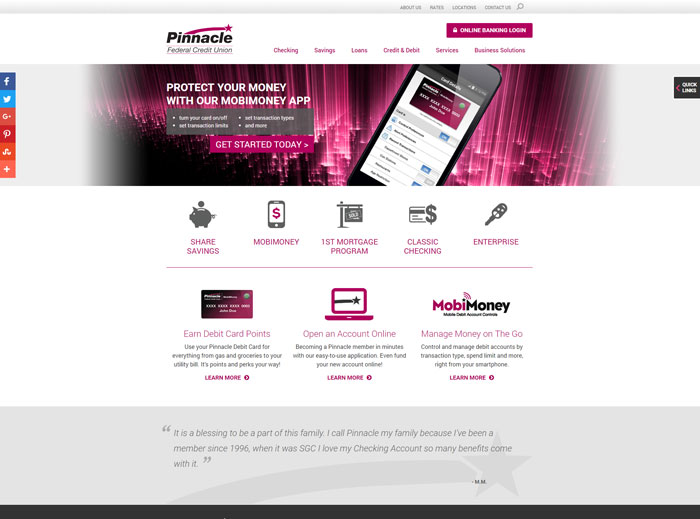 ABOUT US RATES LOCATIONS CONTACT US
Pinnacle
Federal Credit Union
ONLINE BANKING LOGIN
Checking Savings Loans Credit & Debit Services Business Solutions
PROTECT YOUR MONEY
WITH OUR MOBIMONEY APP
• turn your card on/off • set transaction types
• set transaction limits • and more
GET STARTED TODAY >
QUICK
LINKS
SHARE
SAVINGS
MOBIMONEY
1ST MORTGAGE
PROGRAM
CLASSIC
CHECKING
ENTERPRISE
SOLD
MobiMoney
Mobile Debit Account Controls
Earn Debit Card Points
Use your Pinnacle Debit Card for
everything from gas and groceries to your
utility bill. It's points and perks your way!
LEARN MORE
Open an Account Online
Becoming a Pinnacle member in minutes
with our easy-to-use application. Even fund
your new account online!
LEARN MORE
Manage Money on The Go
Control and manage debit accounts by
transaction type, spend limit and more,
right from your smartphone.
LEARN MORE
“ It is a blessing to be a part of this family. I call Pinnacle my family because I've been a
member since 1996, when it was SGC I love my Checking Account so many benefits come
with it. ”
- M.M.